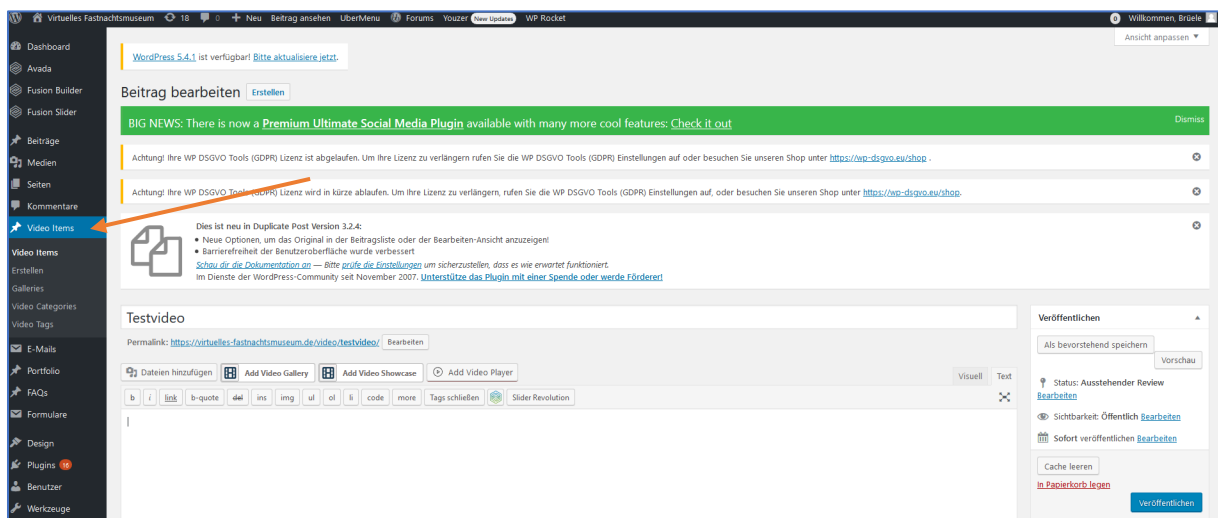 Virtuelles Fastnachtsmuseum 18 0 + Neu Beitrag ansehen UberMenu Forums Youzer New Updates WP Rocket 0 Willkommen, Brüele
Ansicht anpassen ▼
Dashboard
Avada
Fusion Builder
Fusion Slider
Beiträge
Medien
Seiten
Kommentare
Video Items
Video Items
Erstellen
Galleries
Video Categories
Video Tags
E-Mails
Portfolio
FAQs
Formulare
Design
Plugins 16
Benutzer
Werkzeuge
WordPress 5.4.1 ist verfügbar! Bitte aktualisiere jetzt.
Beitrag bearbeiten Erstellen
BIG NEWS: There is now a Premium Ultimate Social Media Plugin available with many more cool features: Check it out Dismiss
Achtung! Ihre WP DSGVO Tools (GDPR) Lizenz ist abgelaufen. Um Ihre Lizenz zu verlängern rufen Sie die WP DSGVO Tools (GDPR) Einstellungen auf oder besuchen Sie unseren Shop unter https://wp-dsgvo.eu/shop .
Achtung! Ihre WP DSGVO Tools (GDPR) Lizenz wird in kürze ablaufen. Um Ihre Lizenz zu verlängern, rufen Sie die WP DSGVO Tools (GDPR) Einstellungen auf, oder besuchen Sie unseren Shop unter https://wp-dsgvo.eu/shop.
Dies ist neu in Duplicate Post Version 3.2.4:
• Neue Optionen, um das Original in der Beitragsliste oder der Bearbeiten-Ansicht anzuzeigen!
• Barrierefreiheit der Benutzeroberfläche wurde verbessert
Schau dir die Dokumentation an — Bitte prüfe die Einstellungen um sicherzustellen, dass es wie erwartet funktioniert.
Im Dienste der WordPress-Community seit November 2007. Unterstütze das Plugin mit einer Spende oder werde Förderer!
Testvideo
Permalink: https://virtuelles-fastnachtsmuseum.de/video/testvideo/ Bearbeiten
Dateien hinzufügen Add Video Gallery Add Video Showcase Add Video Player Visuell Text
b i link b-quote del ins img ul ol li code more Tags schließen Slider Revolution
Veröffentlichen
Als bevorstehend speichern
Vorschau
Status: Ausstehender Review
Bearbeiten
Sichtbarkeit: Öffentlich Bearbeiten
Sofort veröffentlichen Bearbeiten
Cache leeren
In Papierkorb legen
Veröffentlichen